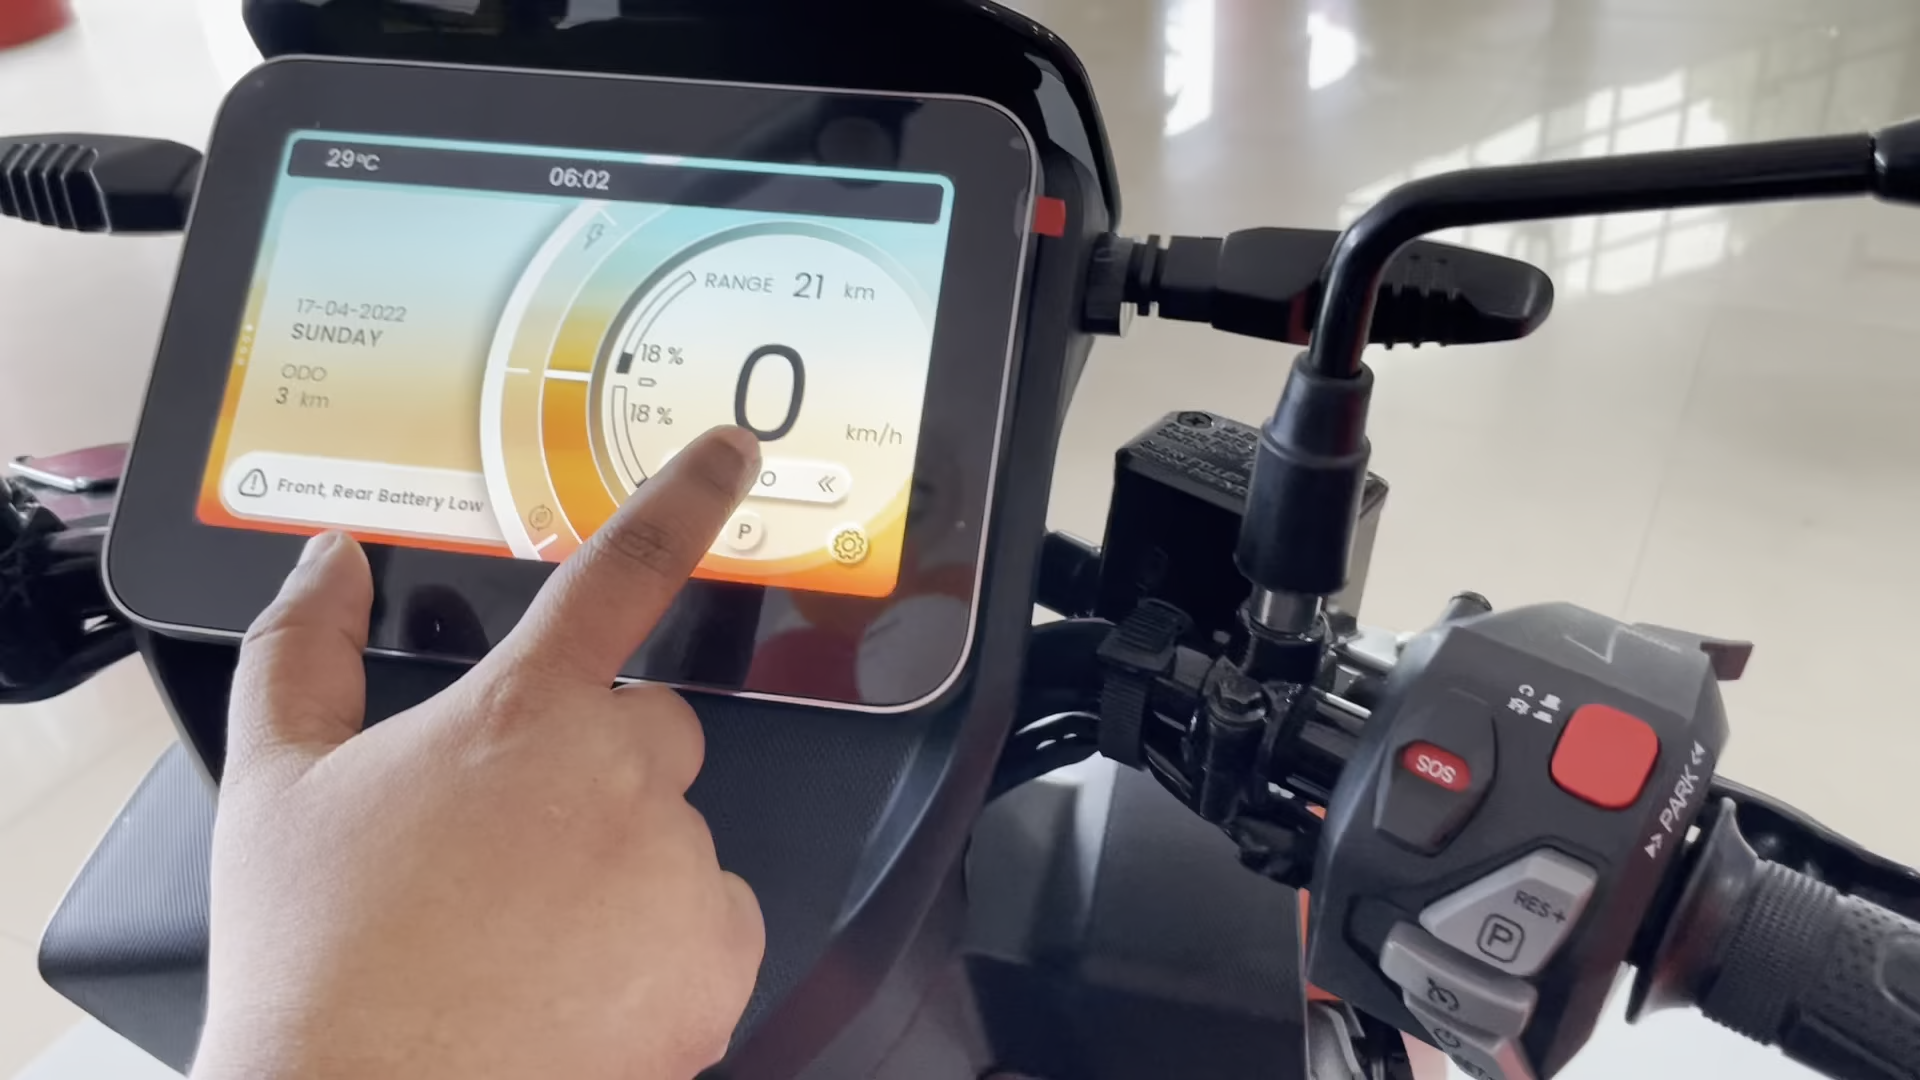 29°C
06:02
RANGE 21 km
17-04-2022
SUNDAY
18 %
0
ODO
3 km
18 %
km/h
Front, Rear Battery Low
P
SOS
PARK
RES+
P